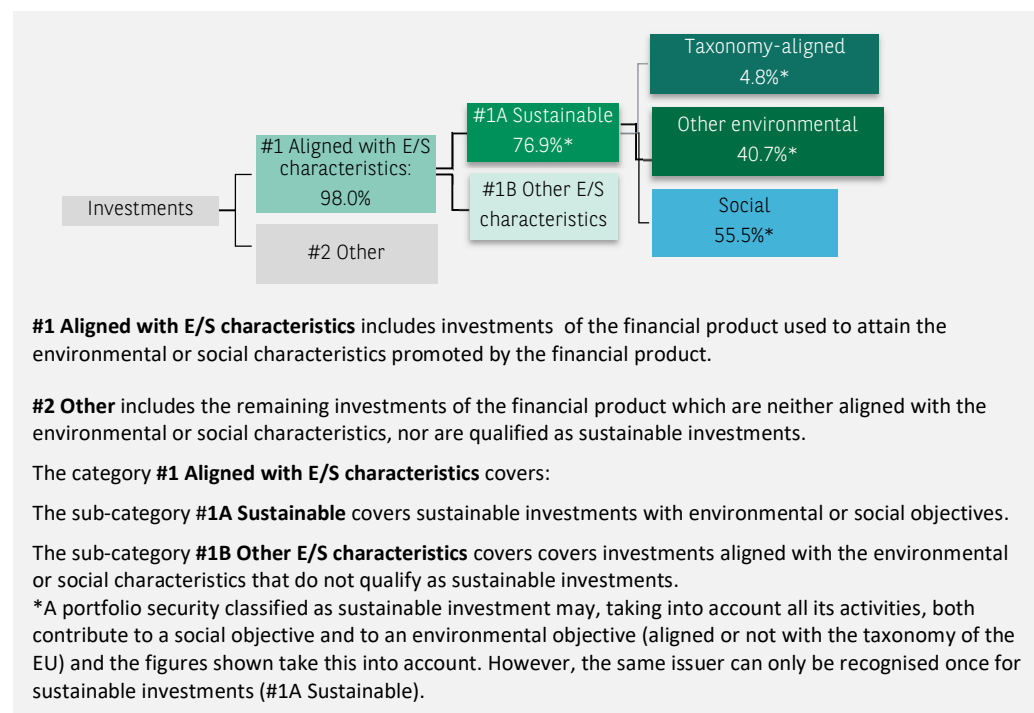 Taxonomy-aligned
4.8%*
#1A Sustainable
76.9%*
Other environmental
40.7%*
#1 Aligned with E/S
characteristics:
98.0%
#1B Other E/S
characteristics
Investments
Social
55.5%*
#2 Other
#1 Aligned with E/S characteristics includes investments of the financial product used to attain the
environmental or social characteristics promoted by the financial product.
#2 Other includes the remaining investments of the financial product which are neither aligned with the
environmental or social characteristics, nor are qualified as sustainable investments.
The category #1 Aligned with E/S characteristics covers:
The sub-category #1A Sustainable covers sustainable investments with environmental or social objectives.
The sub-category #1B Other E/S characteristics covers covers investments aligned with the environmental
or social characteristics that do not qualify as sustainable investments.
*A portfolio security classified as sustainable investment may, taking into account all its activities, both
contribute to a social objective and to an environmental objective (aligned or not with the taxonomy of the
EU) and the figures shown take this into account. However, the same issuer can only be recognised once for
sustainable investments (#1A Sustainable).